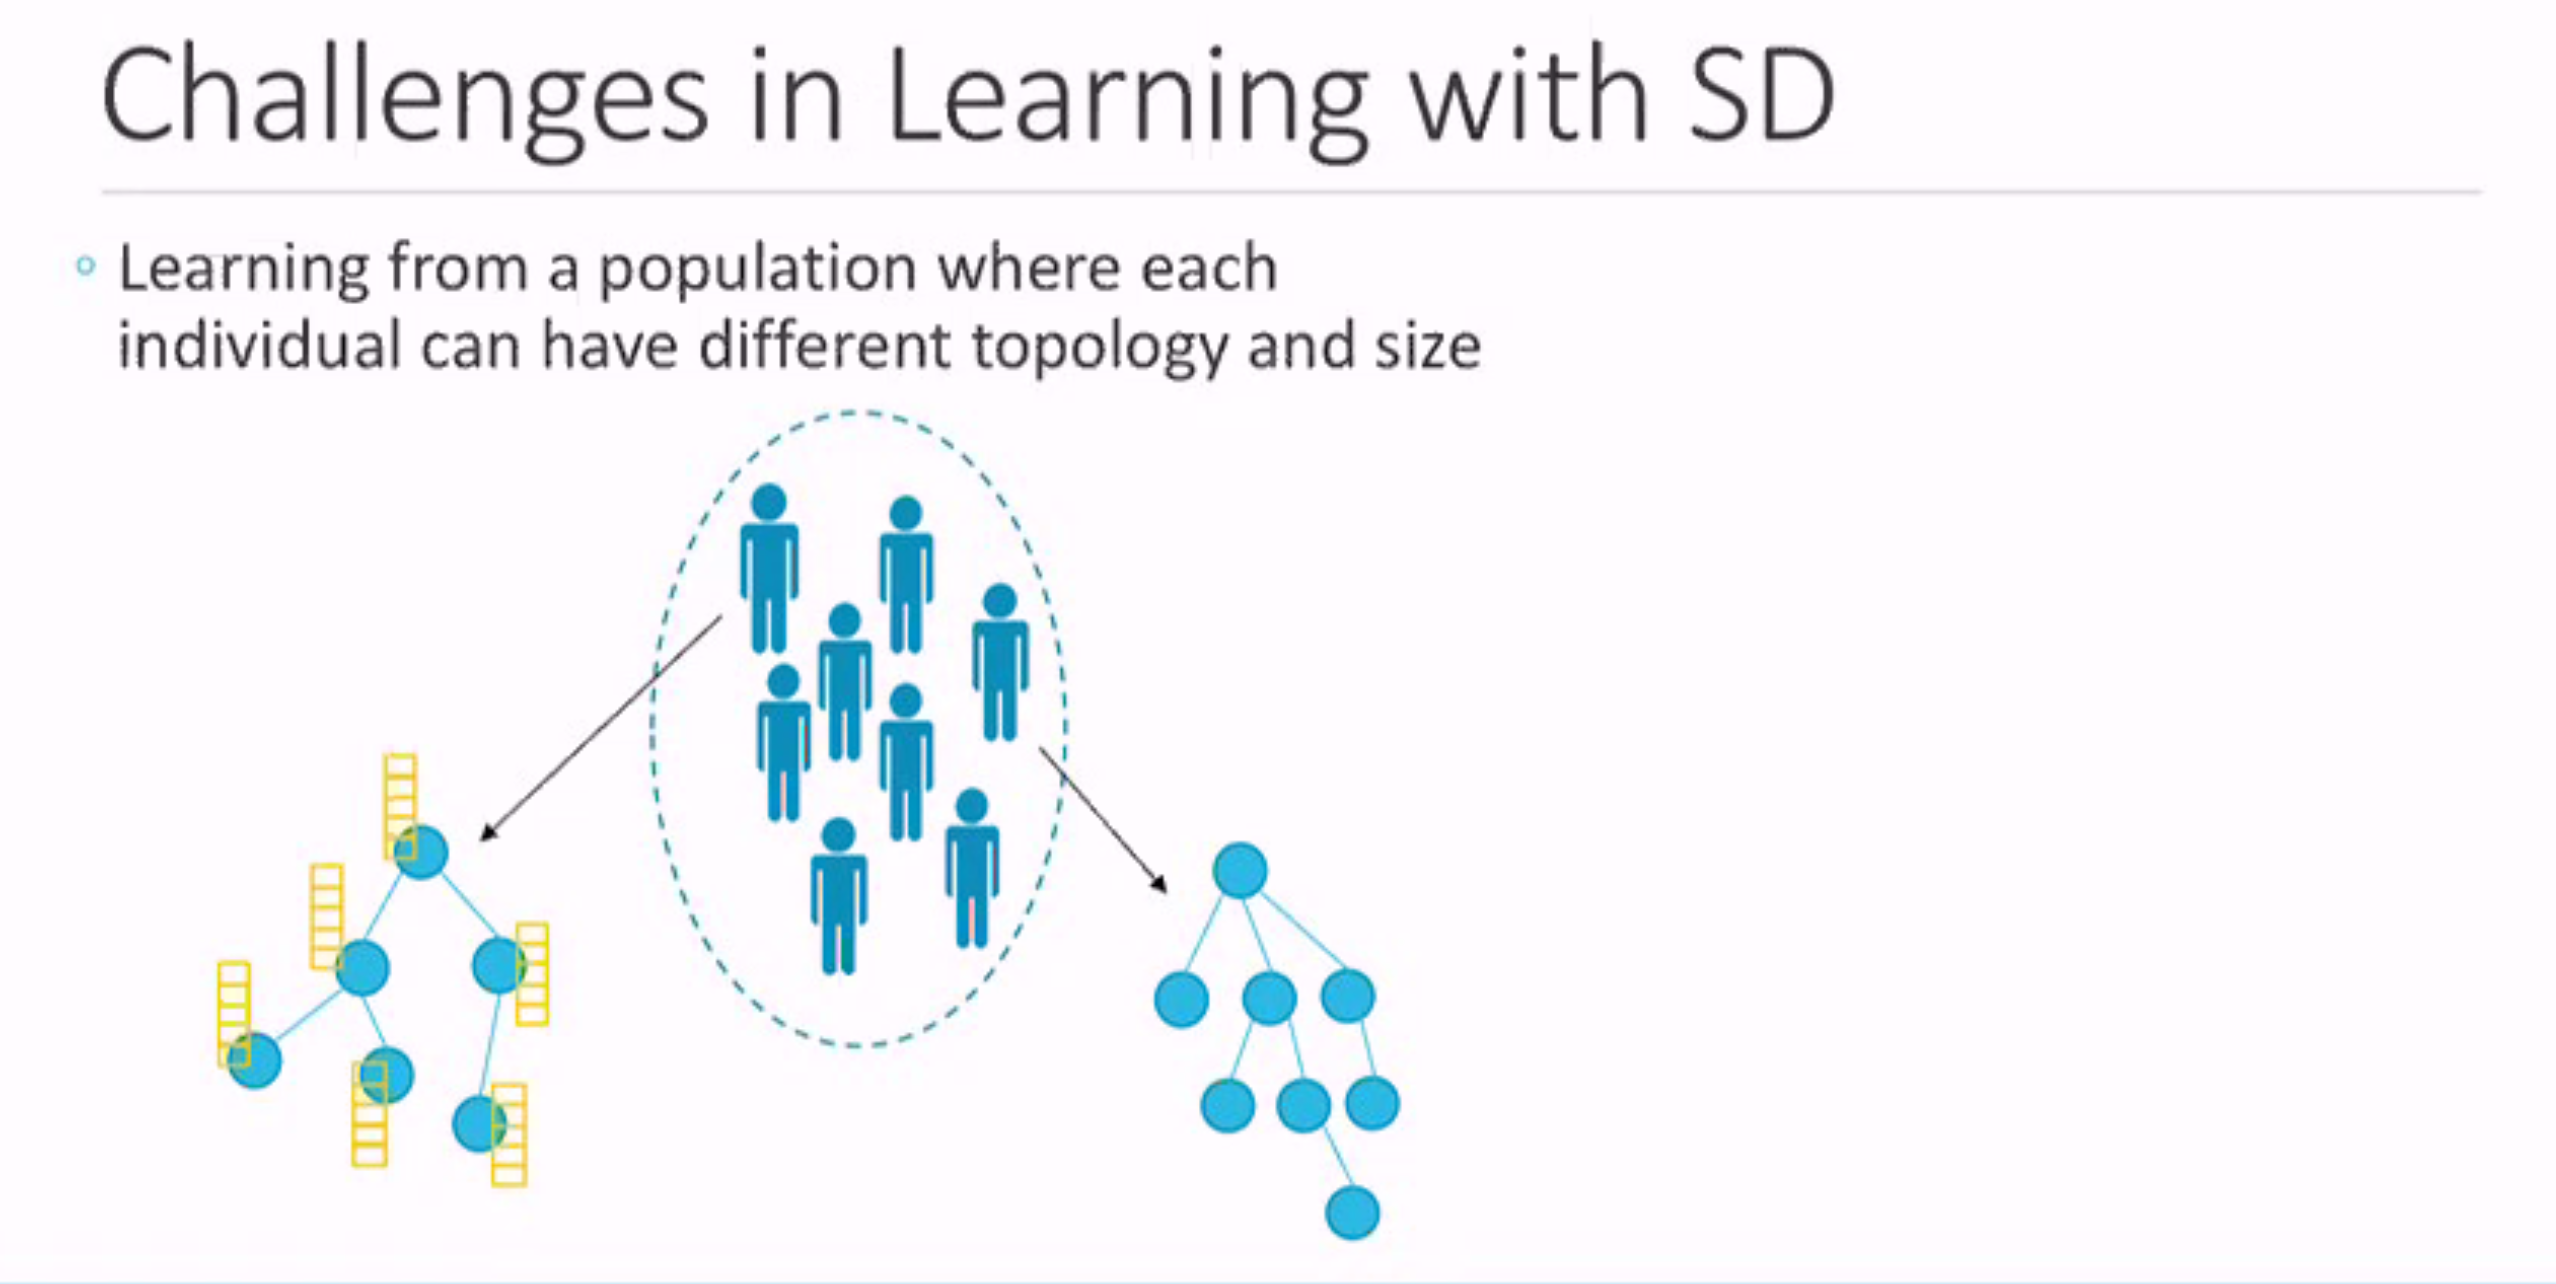 Challenges in Learning with SD
Learning from a population where each
individual can have different topology and size